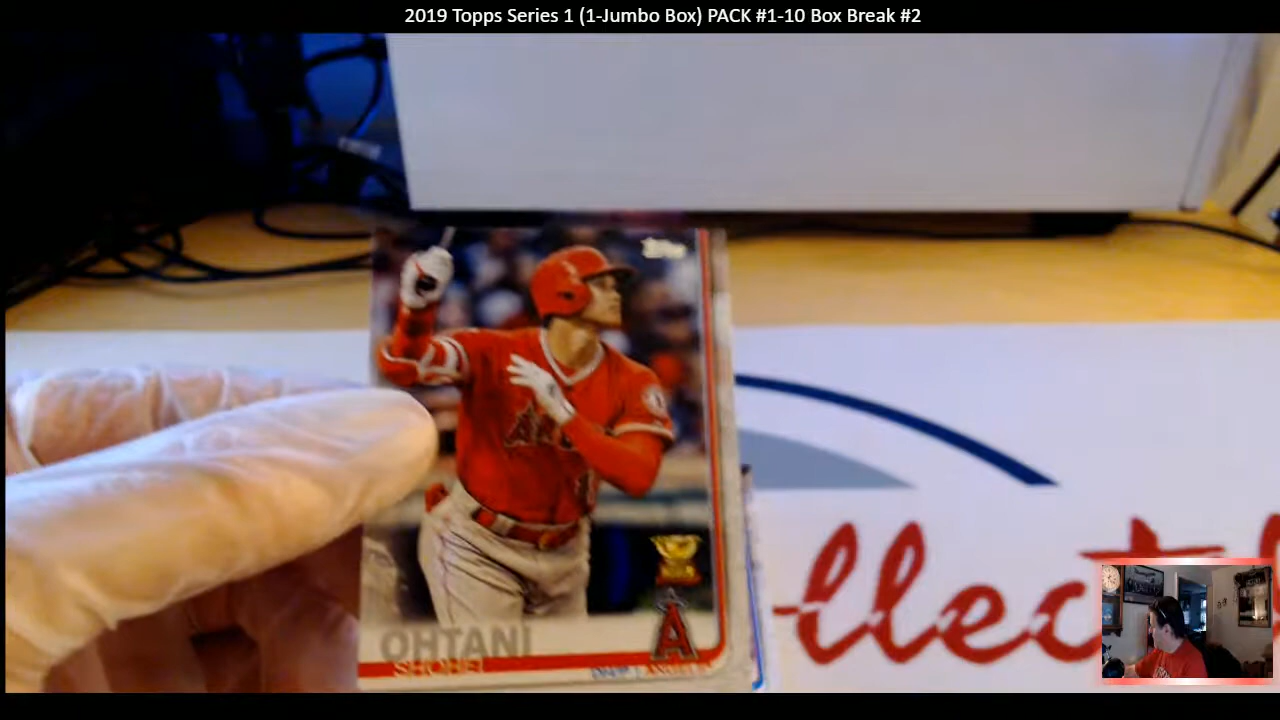 2019 Topps Series 1 (1-Jumbo Box) PACK #1-10 Box Break #2
Topps
A
OHTANI
SHOHEI
llect